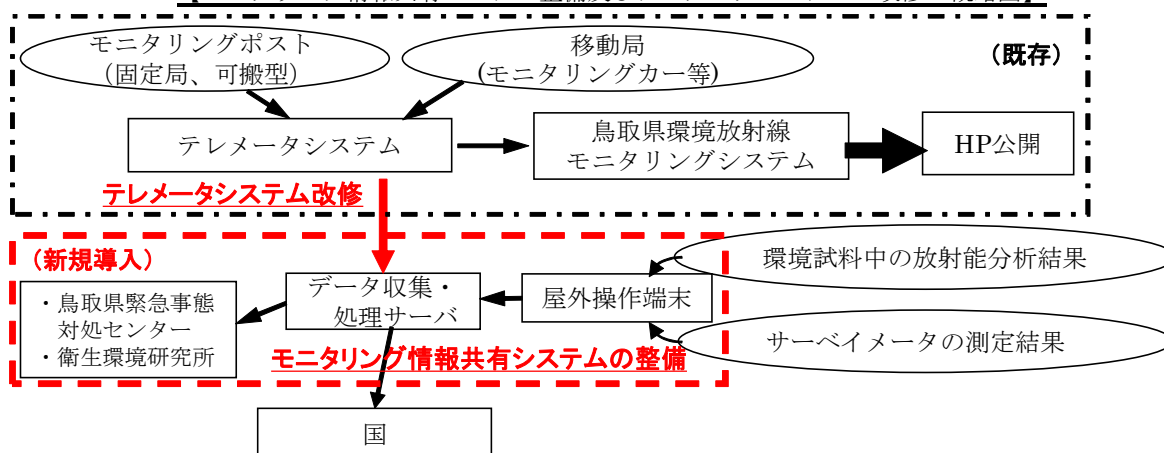 モニタリングポスト
（固定局、可搬型）
移動局
(モニタリングカー等)
（既存）
テレメータシステム
鳥取県環境放射線
モニタリングシステム
HP公開
テレメータシステム改修
（新規導入）
・鳥取県緊急事態
対処センター
・衛生環境研究所
データ収集・
処理サーバ
屋外操作端末
環境試料中の放射能分析結果
サーベイメータの測定結果
モニタリング情報共有システムの整備
国